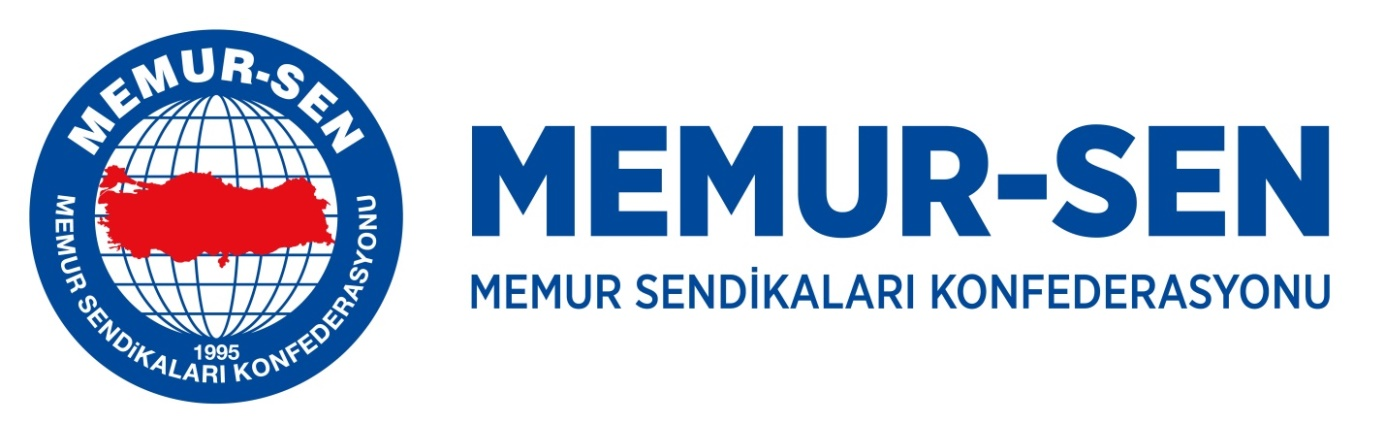 MEMUR-SEN
MEMUR SENDİKALARI KONFEDERASYONU
1995
MEMUR-SEN
MEMUR SENDİKALARI KONFEDERASYONU